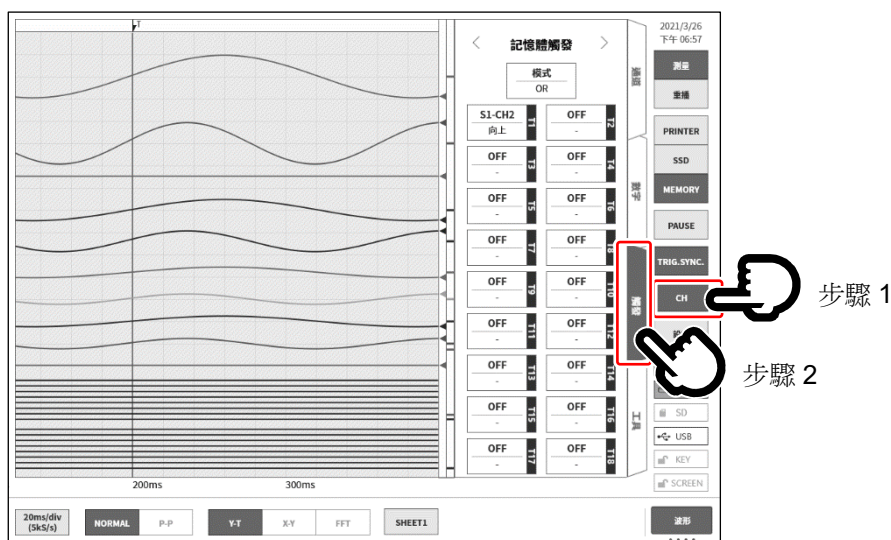 T
2021/3/26
下午 06:57
記憶體觸發
模式
OR
S1-CH2
向上
T1
OFF
-
T2
OFF
-
T3
OFF
-
T4
OFF
-
T5
OFF
-
T6
OFF
-
T7
OFF
-
T8
OFF
-
T9
OFF
-
T10
OFF
-
T11
OFF
-
T12
OFF
-
T13
OFF
-
T14
OFF
-
T15
OFF
-
T16
OFF
-
T17
OFF
-
T18
通道
數字
觸發
工具
測量
重播
PRINTER
SSD
MEMORY
PAUSE
TRIG.SYNC.
CH
步驟 1
步驟 2
SD
USB
KEY
SCREEN
200ms
300ms
20ms/div
(5kS/s)
NORMAL
P-P
Y-T
X-Y
FFT
SHEET1
波形